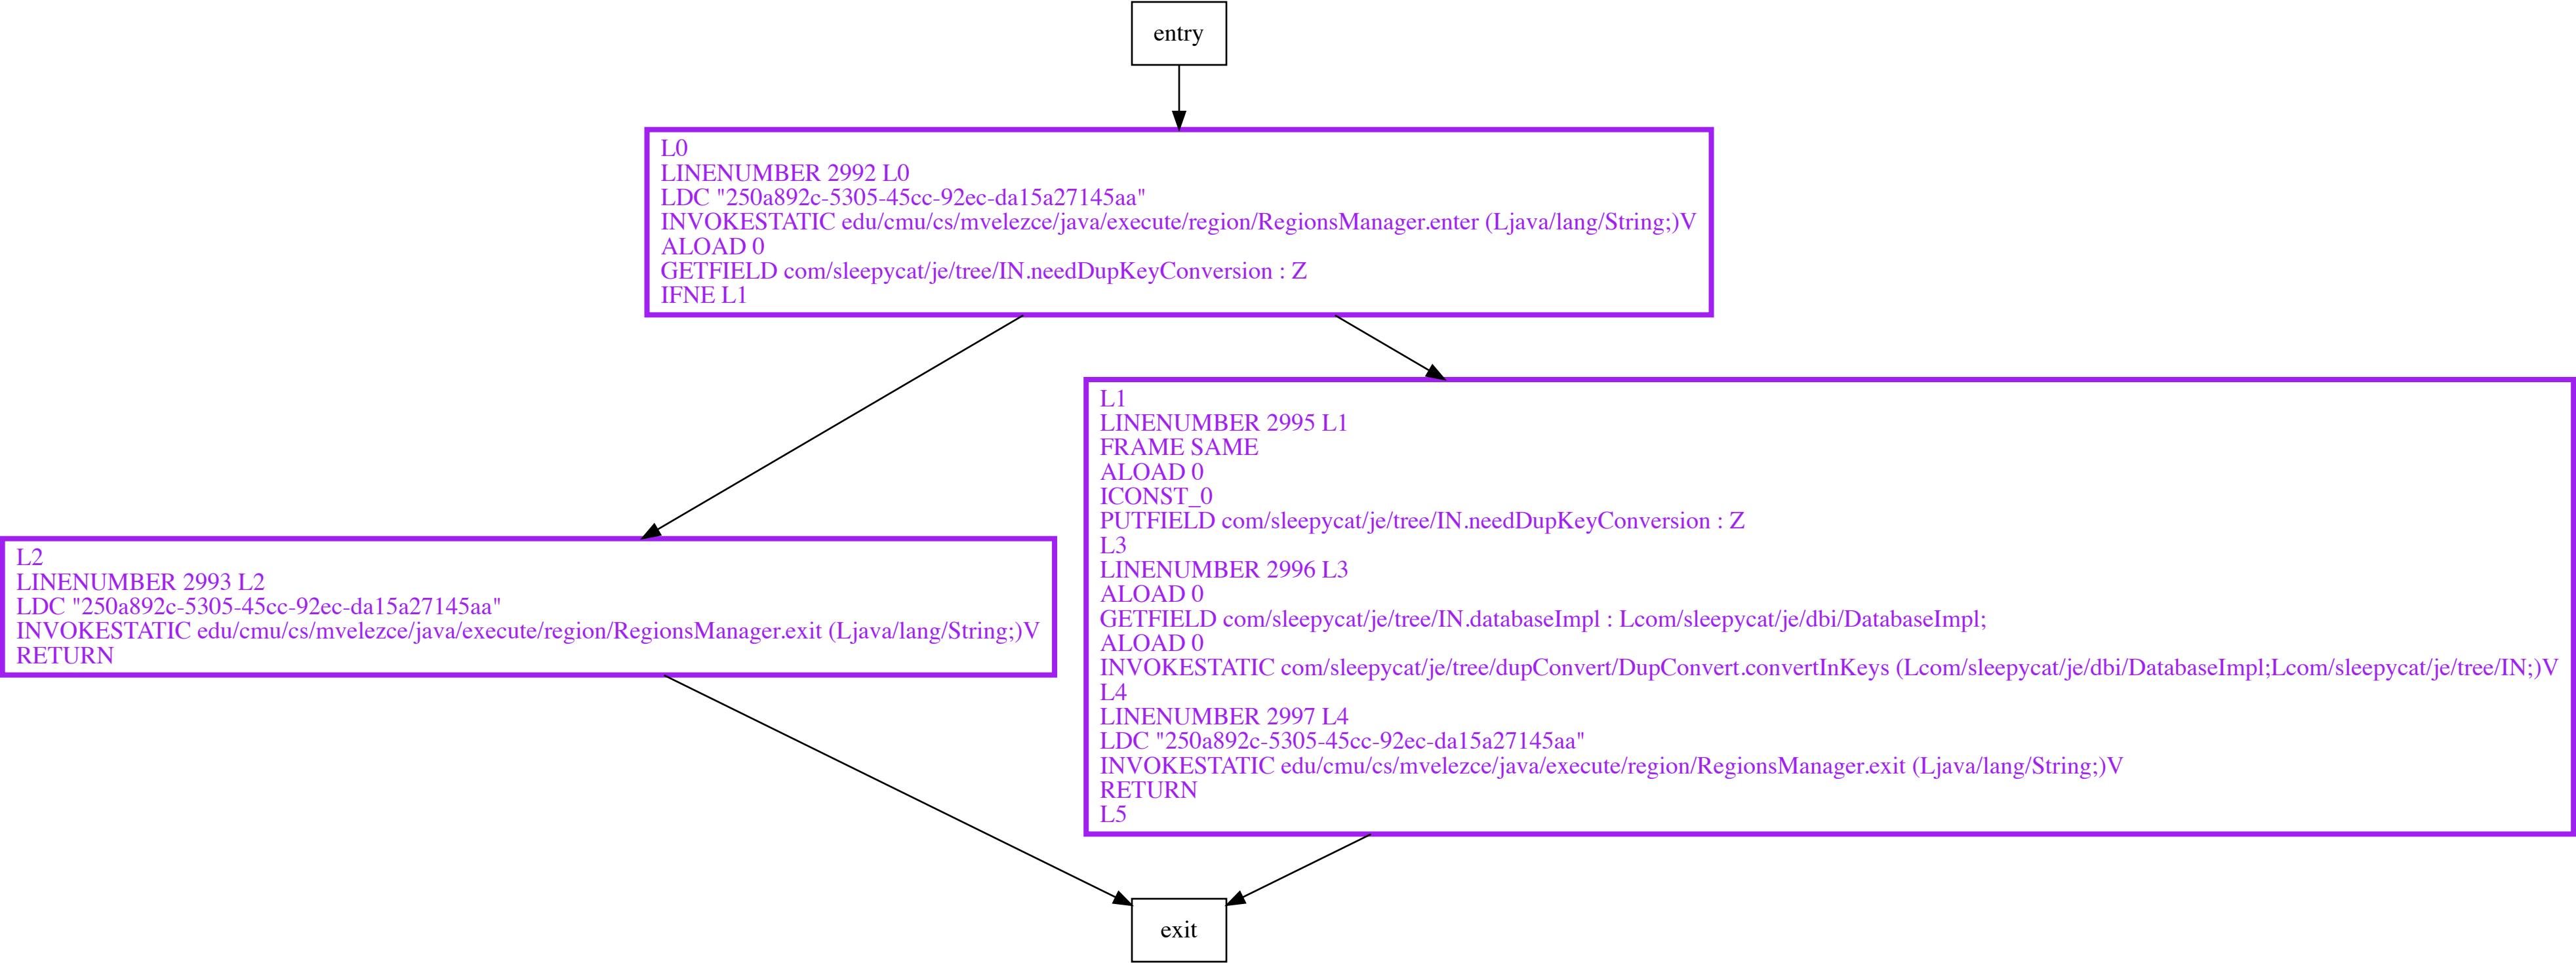 entry
L0
LINENUMBER 2992 L0
LDC "250a892c-5305-45cc-92ec-da15a27145aa"
INVOKESTATIC edu/cmu/cs/mvelezce/java/execute/region/RegionsManager.enter (Ljava/lang/String;)V
ALOAD 0
GETFIELD com/sleepycat/je/tree/IN.needDupKeyConversion : Z
IFNE L1
L2
LINENUMBER 2993 L2
LDC "250a892c-5305-45cc-92ec-da15a27145aa"
INVOKESTATIC edu/cmu/cs/mvelezce/java/execute/region/RegionsManager.exit (Ljava/lang/String;)V
RETURN
L1
LINENUMBER 2995 L1
FRAME SAME
ALOAD 0
ICONST_0
PUTFIELD com/sleepycat/je/tree/IN.needDupKeyConversion : Z
L3
LINENUMBER 2996 L3
ALOAD 0
GETFIELD com/sleepycat/je/tree/IN.databaseImpl : Lcom/sleepycat/je/dbi/DatabaseImpl;
ALOAD 0
INVOKESTATIC com/sleepycat/je/tree/dupConvert/DupConvert.convertInKeys (Lcom/sleepycat/je/dbi/DatabaseImpl;Lcom/sleepycat/je/tree/IN;)V
L4
LINENUMBER 2997 L4
LDC "250a892c-5305-45cc-92ec-da15a27145aa"
INVOKESTATIC edu/cmu/cs/mvelezce/java/execute/region/RegionsManager.exit (Ljava/lang/String;)V
RETURN
L5
exit